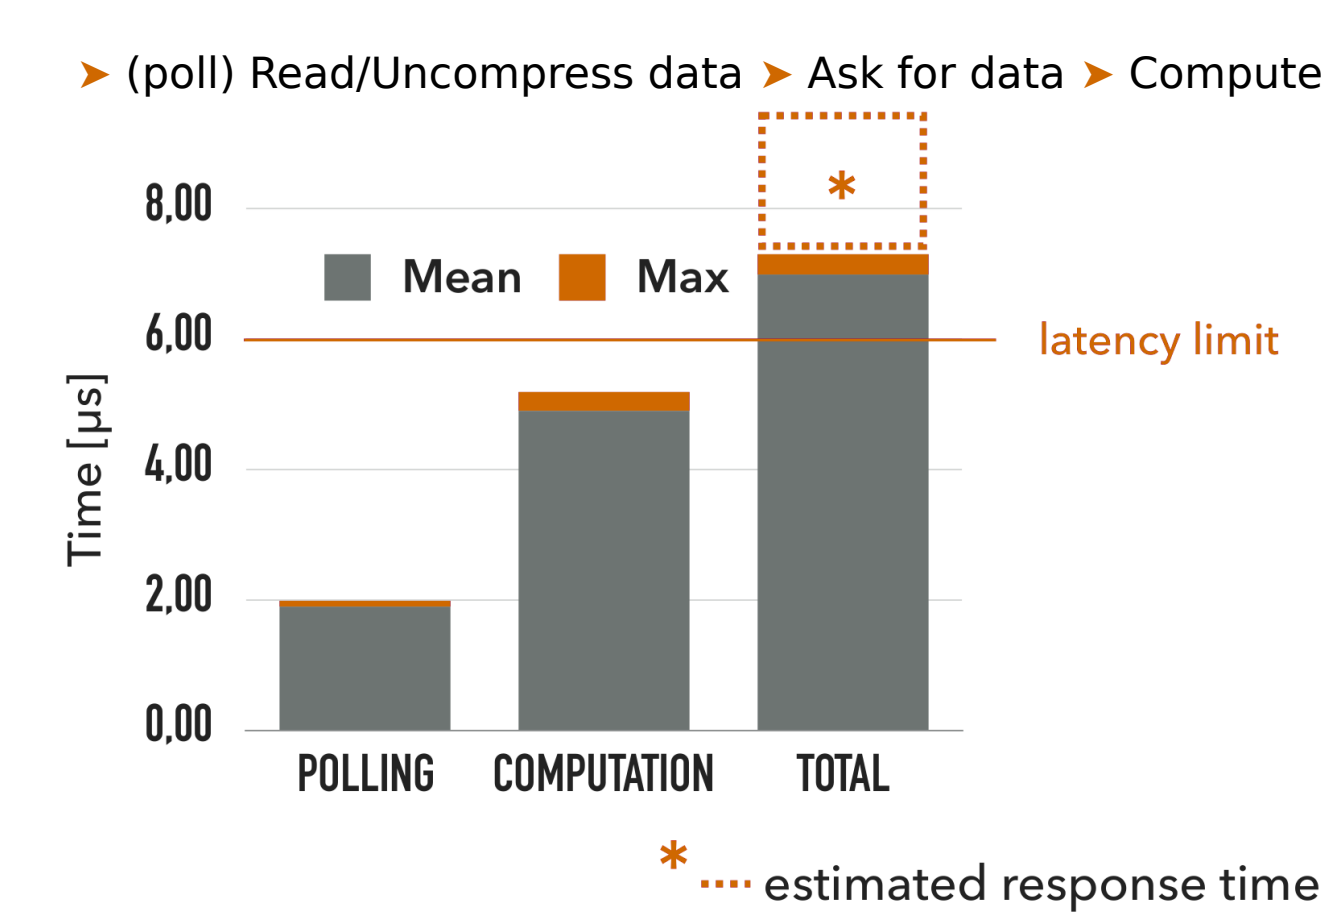 ➤ (poll) Read/Uncompress data ➤ Ask for data ➤ Compute
*
8,00
Mean Max
6,00
latency limit
Time [µs]
4,00
2,00
0,00
POLLING COMPUTATION TOTAL
* estimated response time